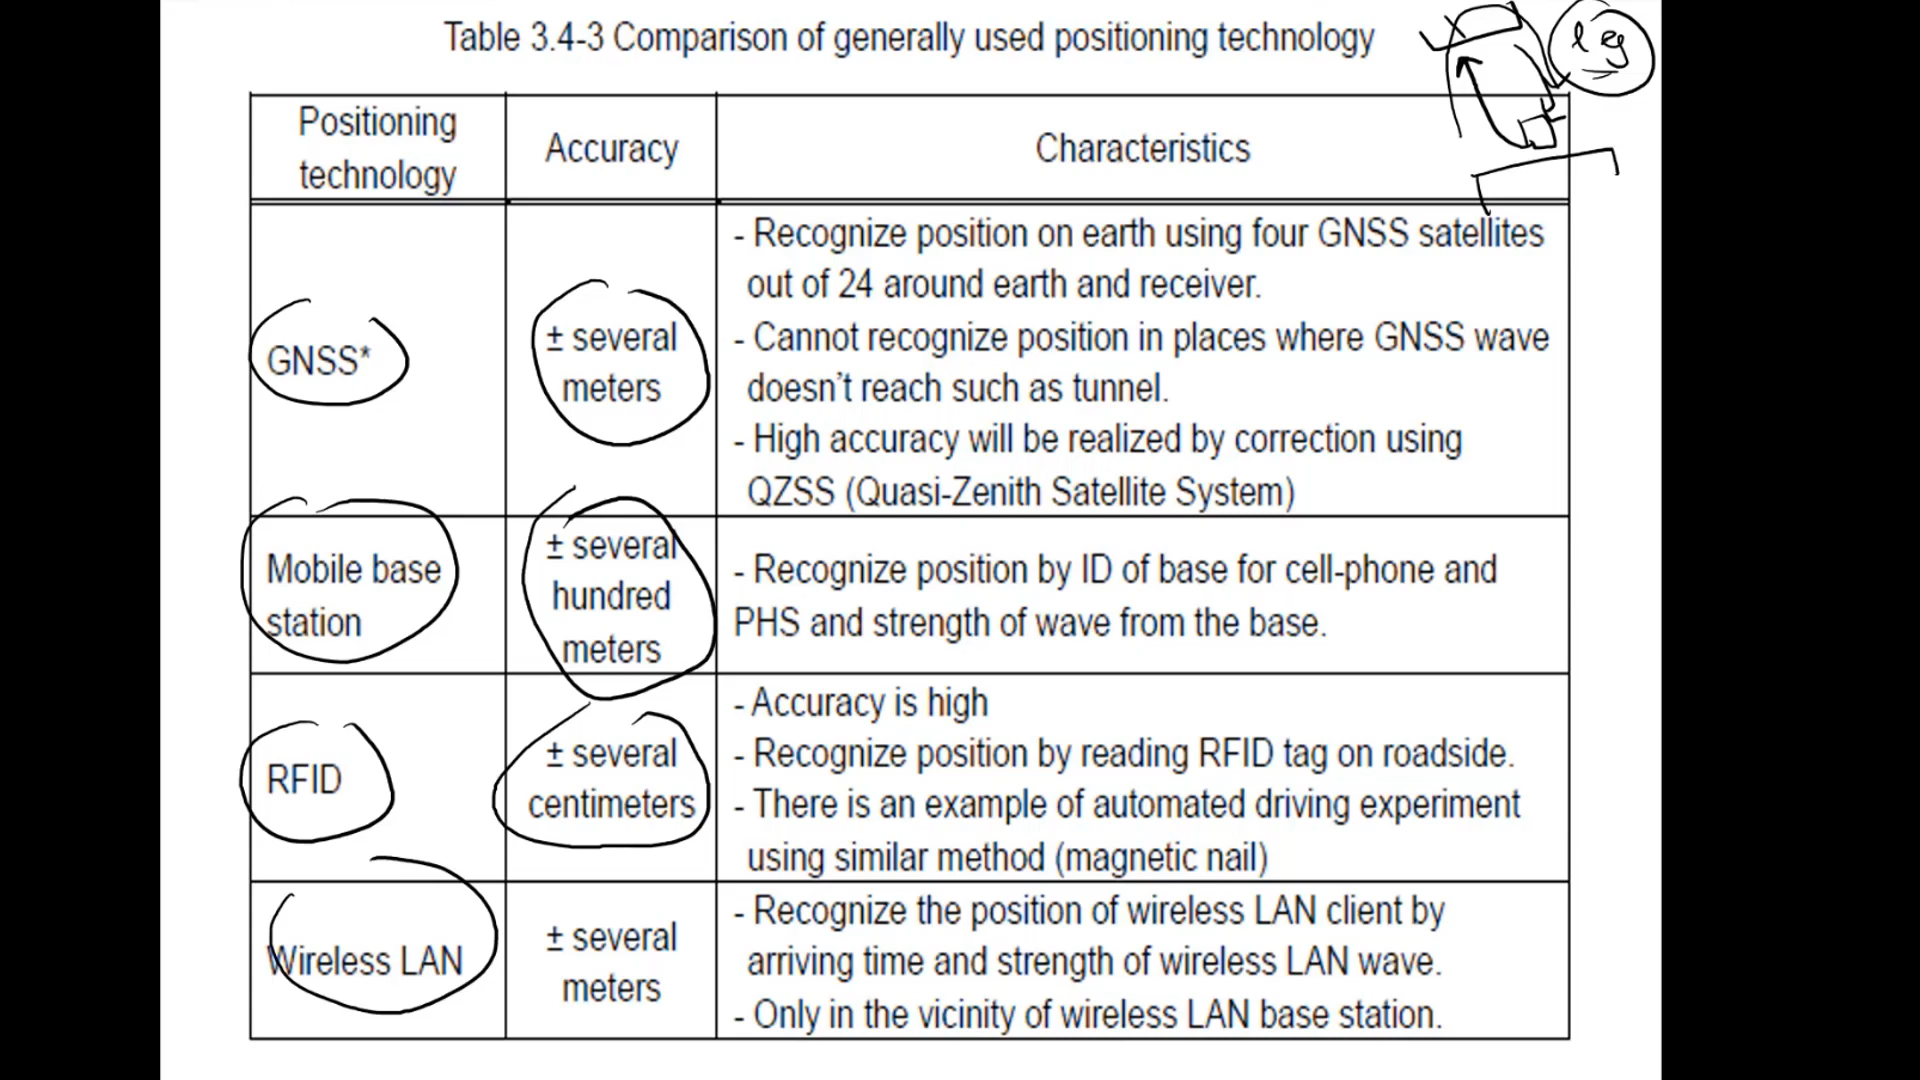 Table 3.4-3 Comparison of generally used positioning technology
Positioning
technology
Accuracy
Characteristics
GNSS*
± several
meters
- Recognize position on earth using four GNSS satellites
out of 24 around earth and receiver.
- Cannot recognize position in places where GNSS wave
doesn't reach such as tunnel.
- High accuracy will be realized by correction using
QZSS (Quasi-Zenith Satellite System)
Mobile base
station
± several
hundred
meters
- Recognize position by ID of base for cell-phone and
PHS and strength of wave from the base.
RFID
± several
centimeters
- Accuracy is high
- Recognize position by reading RFID tag on roadside.
- There is an example of automated driving experiment
using similar method (magnetic nail)
Wireless LAN
± several
meters
- Recognize the position of wireless LAN client by
arriving time and strength of wireless LAN wave.
- Only in the vicinity of wireless LAN base station.